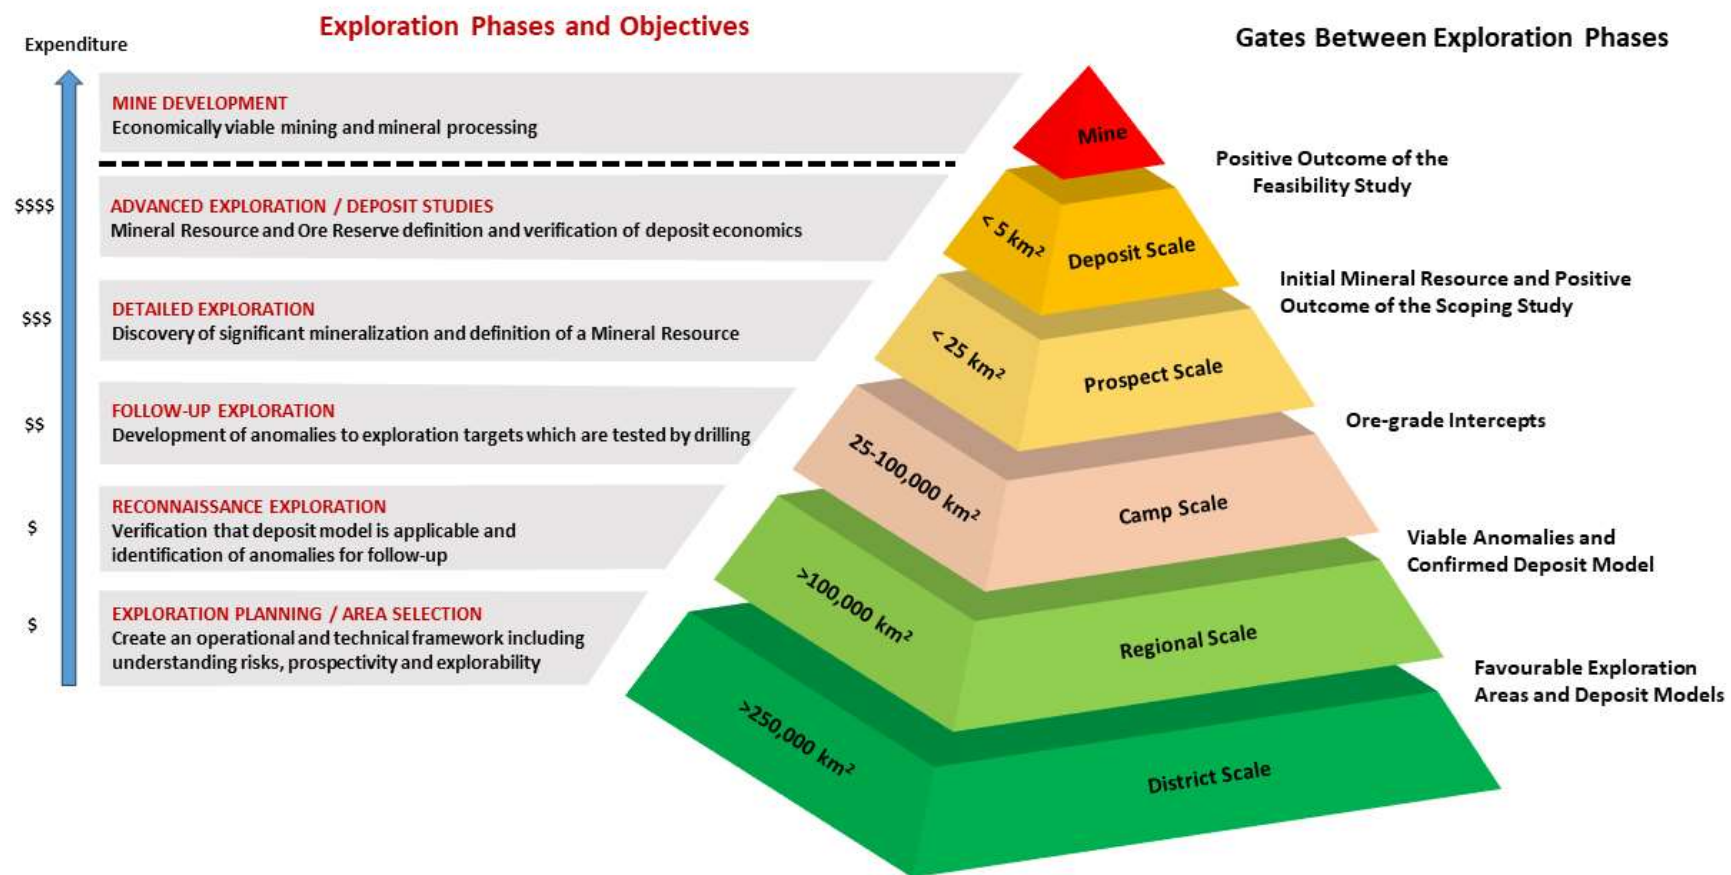 Exploration Phases and Objectives
Gates Between Exploration Phases
Expenditure
MINE DEVELOPMENT
Economically viable mining and mineral processing
Mine
Positive Outcome of the
Feasibility Study
$$$$
ADVANCED EXPLORATION / DEPOSIT STUDIES
Mineral Resource and Ore Reserve definition and verification of deposit economics
< 5 km²
Deposit Scale
Initial Mineral Resource and Positive
Outcome of the Scoping Study
$$$
DETAILED EXPLORATION
Discovery of significant mineralization and definition of a Mineral Resource
< 25 km²
Prospect Scale
Ore-grade Intercepts
$$
FOLLOW-UP EXPLORATION
Development of anomalies to exploration targets which are tested by drilling
25-100,000 km²
Camp Scale
Viable Anomalies and
Confirmed Deposit Model
$
RECONNAISSANCE EXPLORATION
Verification that deposit model is applicable and
identification of anomalies for follow-up
>100,000 km²
Regional Scale
Favourable Exploration
Areas and Deposit Models
$
EXPLORATION PLANNING / AREA SELECTION
Create an operational and technical framework including
understanding risks, prospectivity and explorability
>250,000 km²
District Scale